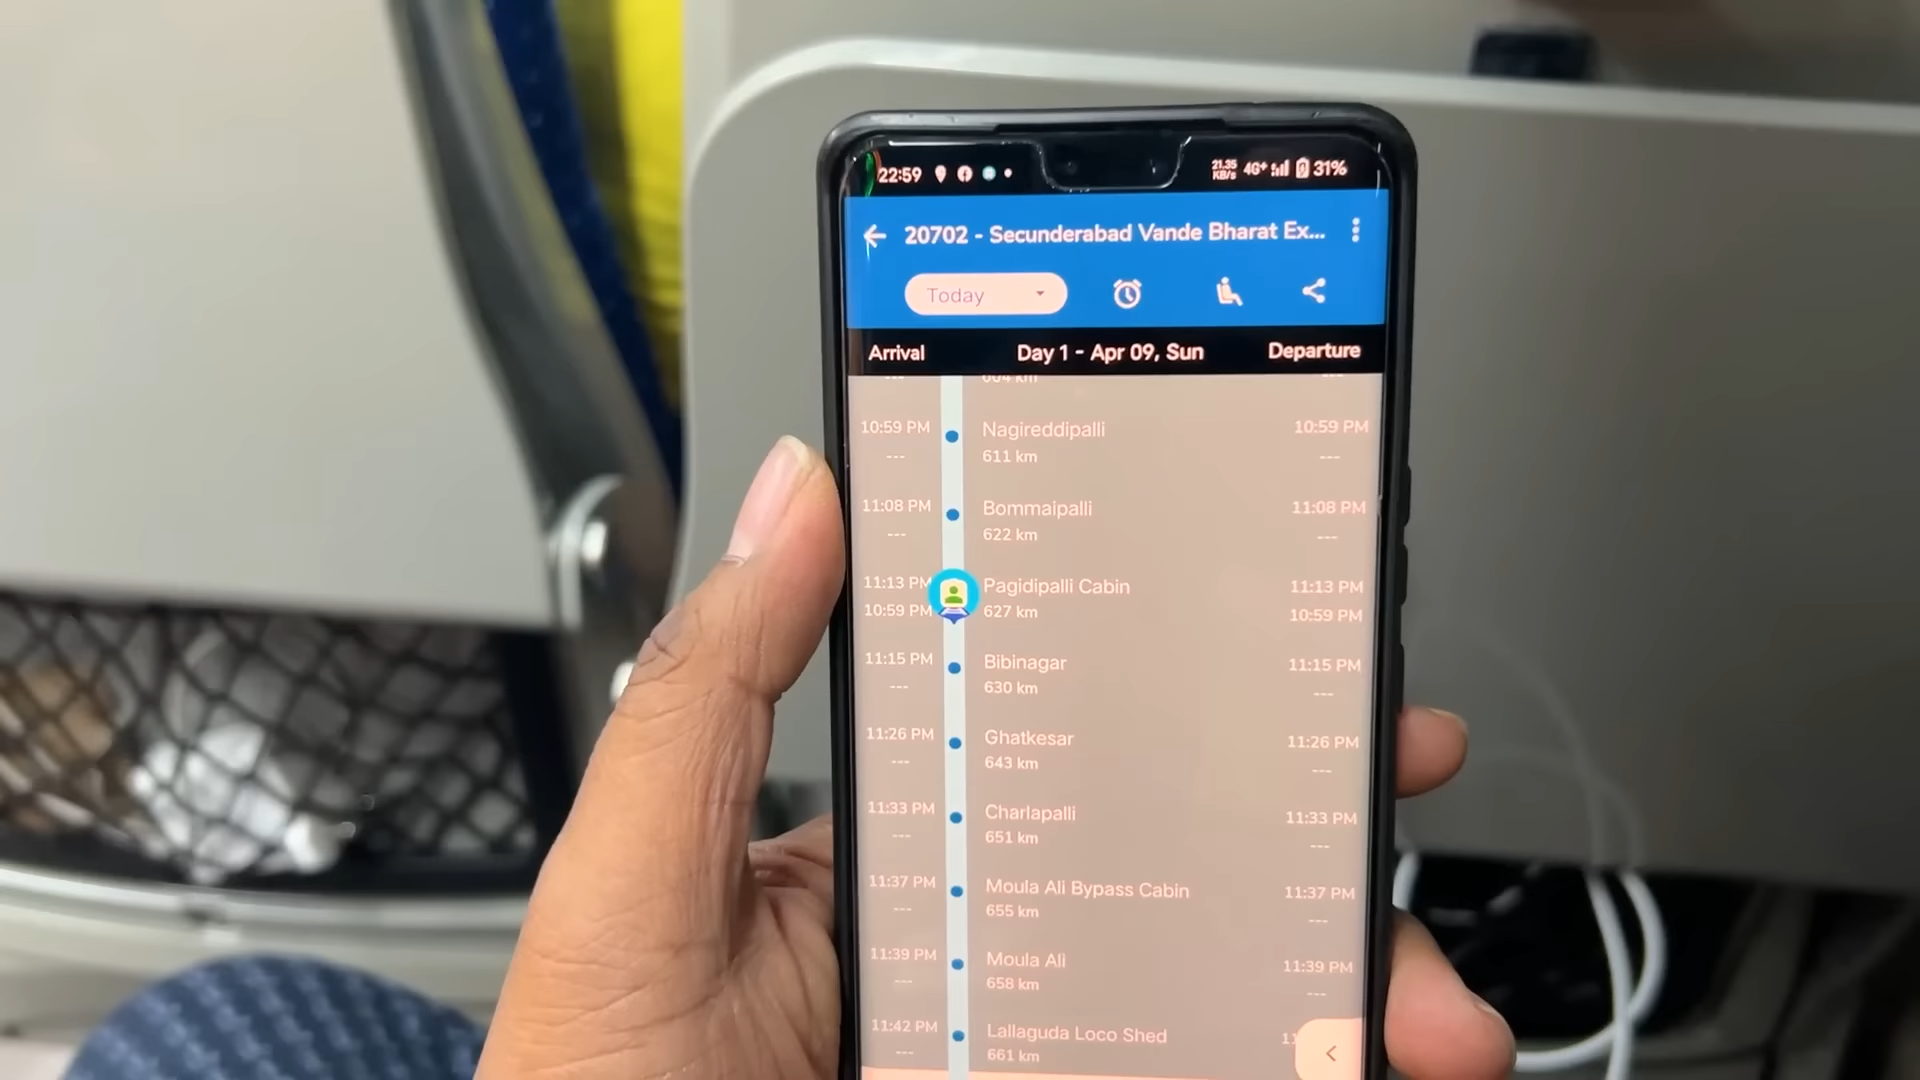 22:59 21.35 KB/s 4G+ 31%
20702 - Secunderabad Vande Bharat Ex...
Today
Arrival Day 1 - Apr 09, Sun Departure
--- 604 km ---
10:59 PM Nagireddipalli 10:59 PM
--- 611 km ---
11:08 PM Bommaipalli 11:08 PM
--- 622 km ---
11:13 PM Pagidipalli Cabin 11:13 PM
10:59 PM 627 km 10:59 PM
11:15 PM Bibinagar 11:15 PM
--- 630 km ---
11:26 PM Ghatkesar 11:26 PM
--- 643 km ---
11:33 PM Charlapalli 11:33 PM
--- 651 km ---
11:37 PM Moula Ali Bypass Cabin 11:37 PM
--- 655 km ---
11:39 PM Moula Ali 11:39 PM
--- 658 km ---
11:42 PM Lallaguda Loco Shed
--- 661 km